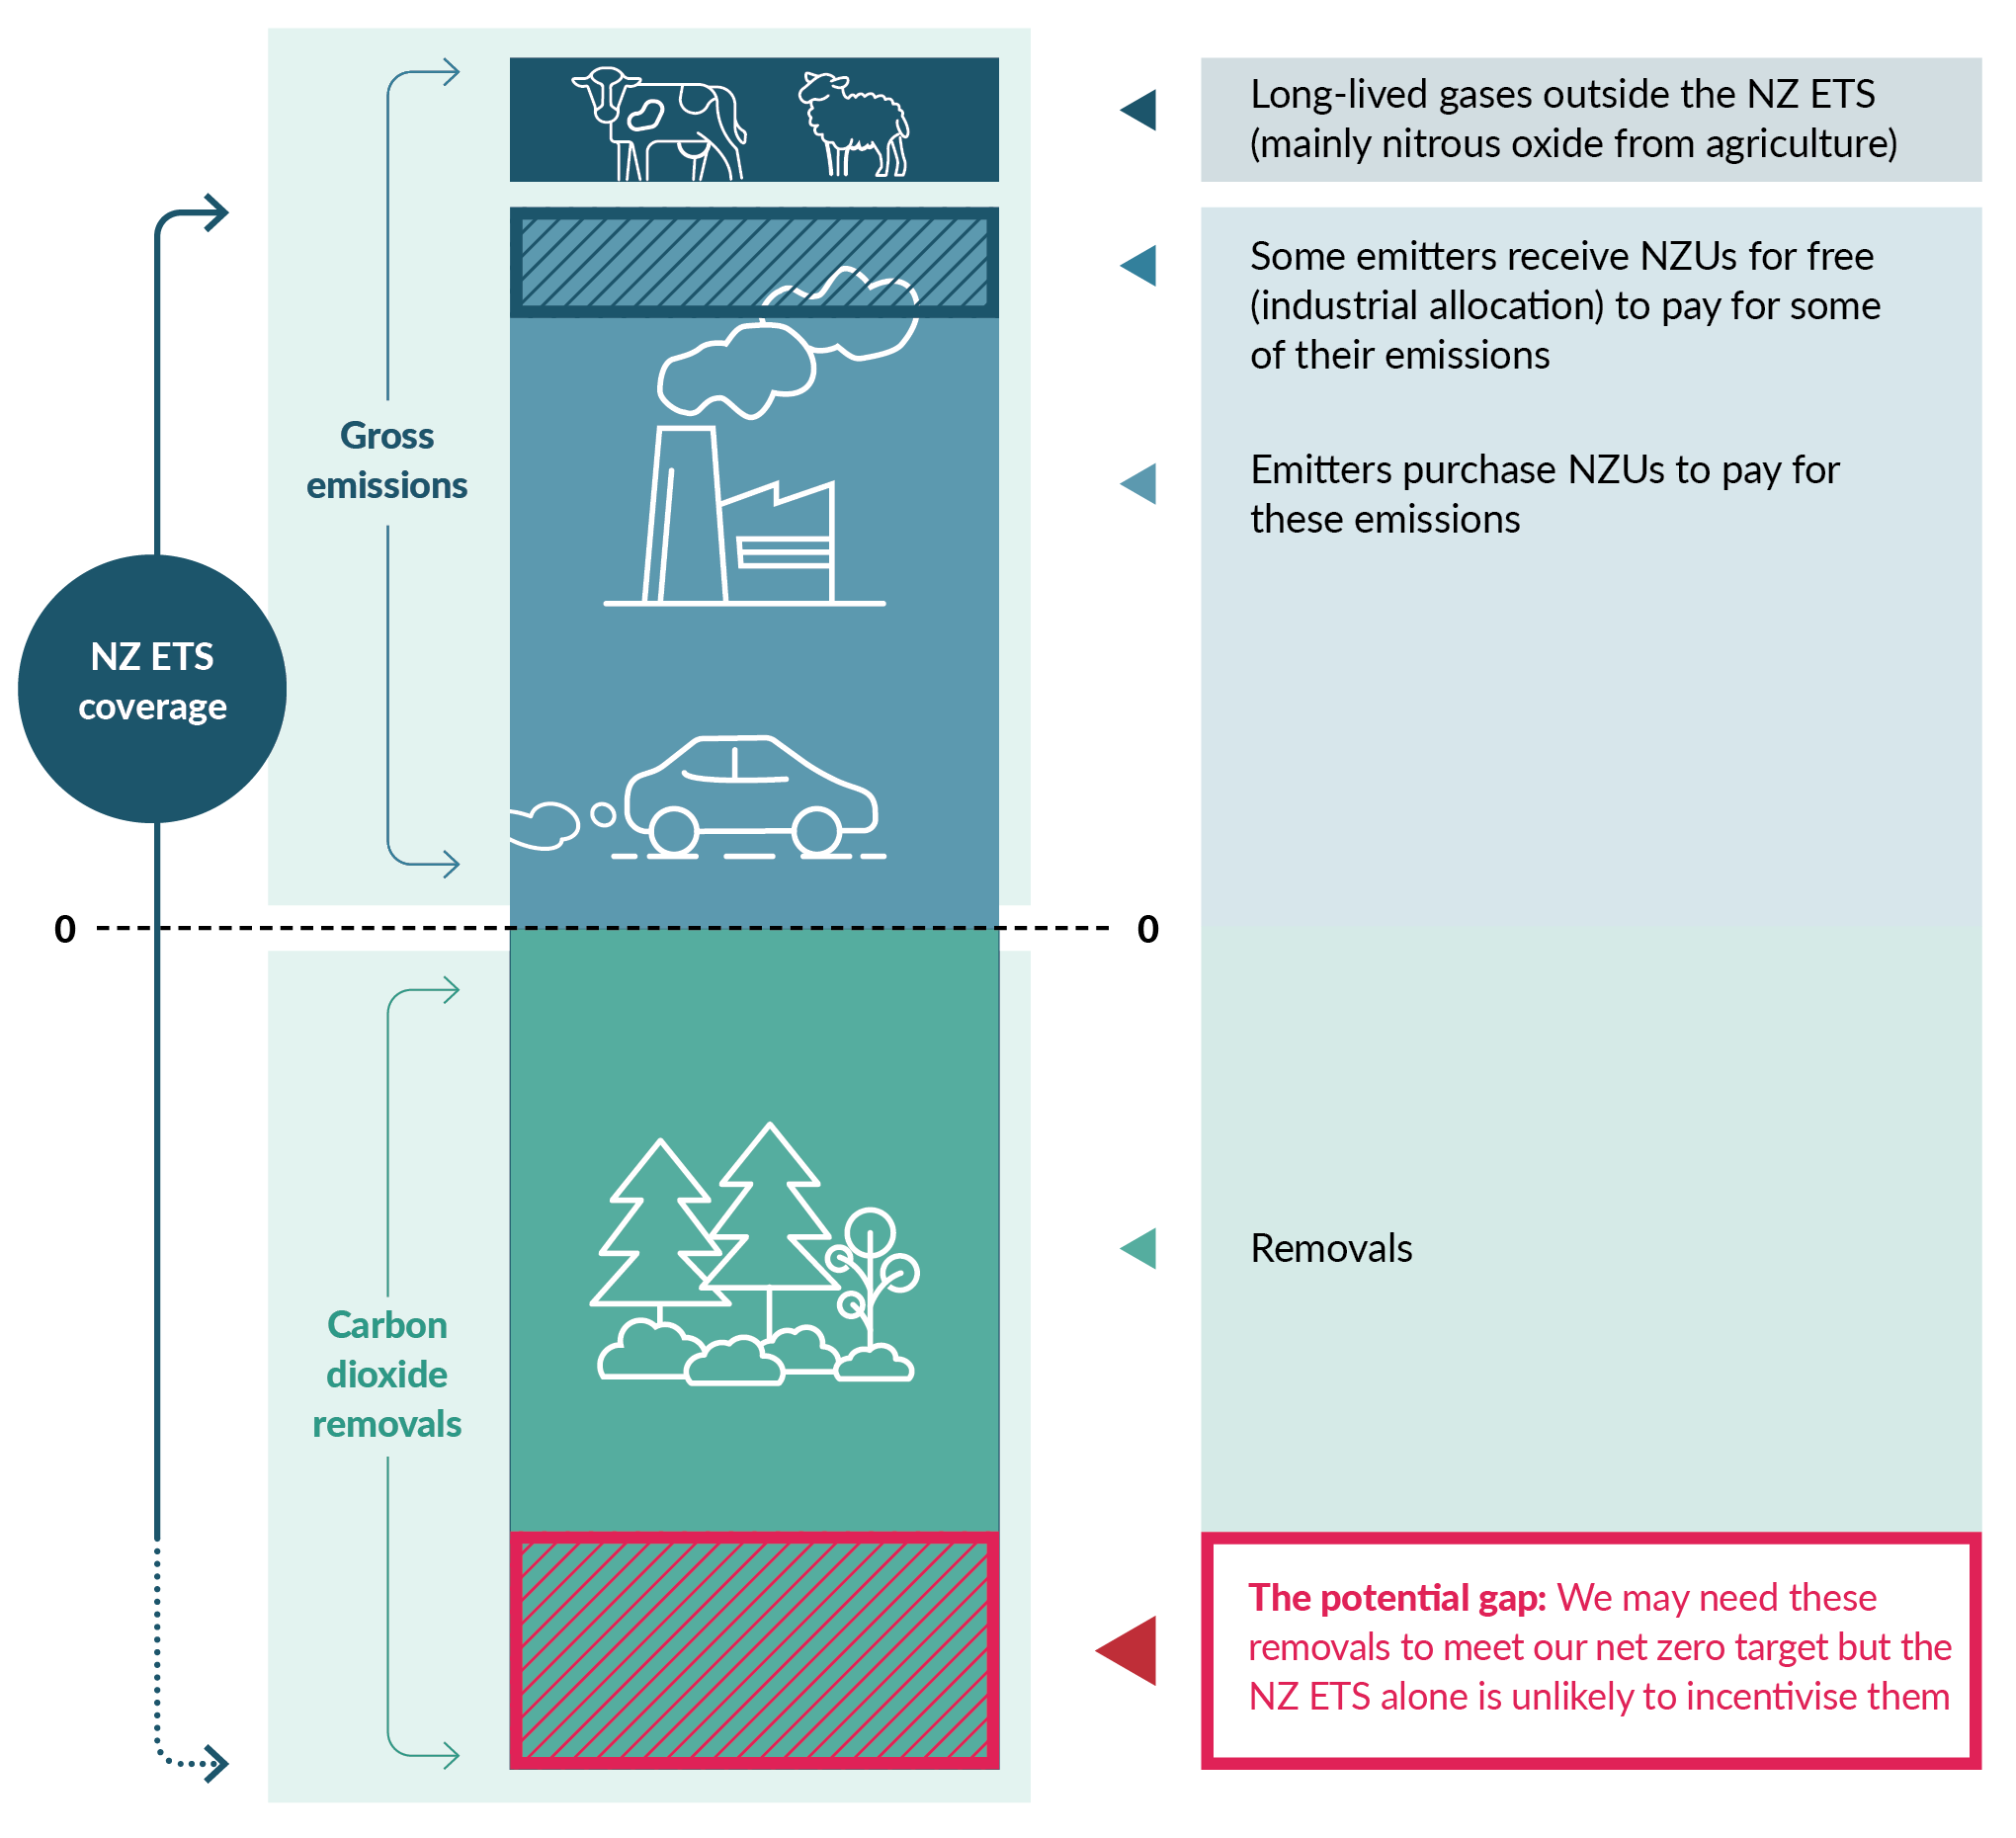 Long-lived gases outside the NZ ETS
(mainly nitrous oxide from agriculture)
Some emitters receive NZUs for free
(industrial allocation) to pay for some
of their emissions
Gross
emissions
Emitters purchase NZUs to pay for
these emissions
NZ ETS
coverage
0
0
Removals
Carbon
dioxide
removals
The potential gap: We may need these
removals to meet our net zero target but the
NZ ETS alone is unlikely to incentivise them